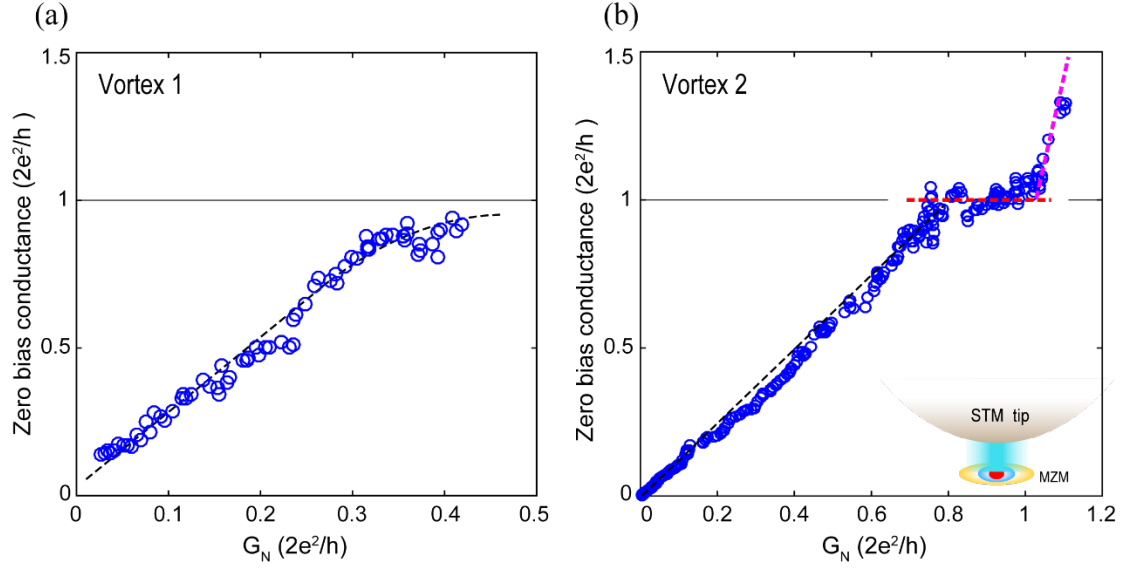 (a)
(b)
1.5
Vortex 1
1
0.5
0
Zero bias conductance (2e²/h )
0 0.1 0.2 0.3 0.4 0.5
G_N (2e²/h)
1.5
Vortex 2
1
0.5
0
Zero bias conductance (2e²/h )
STM tip
MZM
0 0.2 0.4 0.6 0.8 1 1.2
G_N (2e²/h)